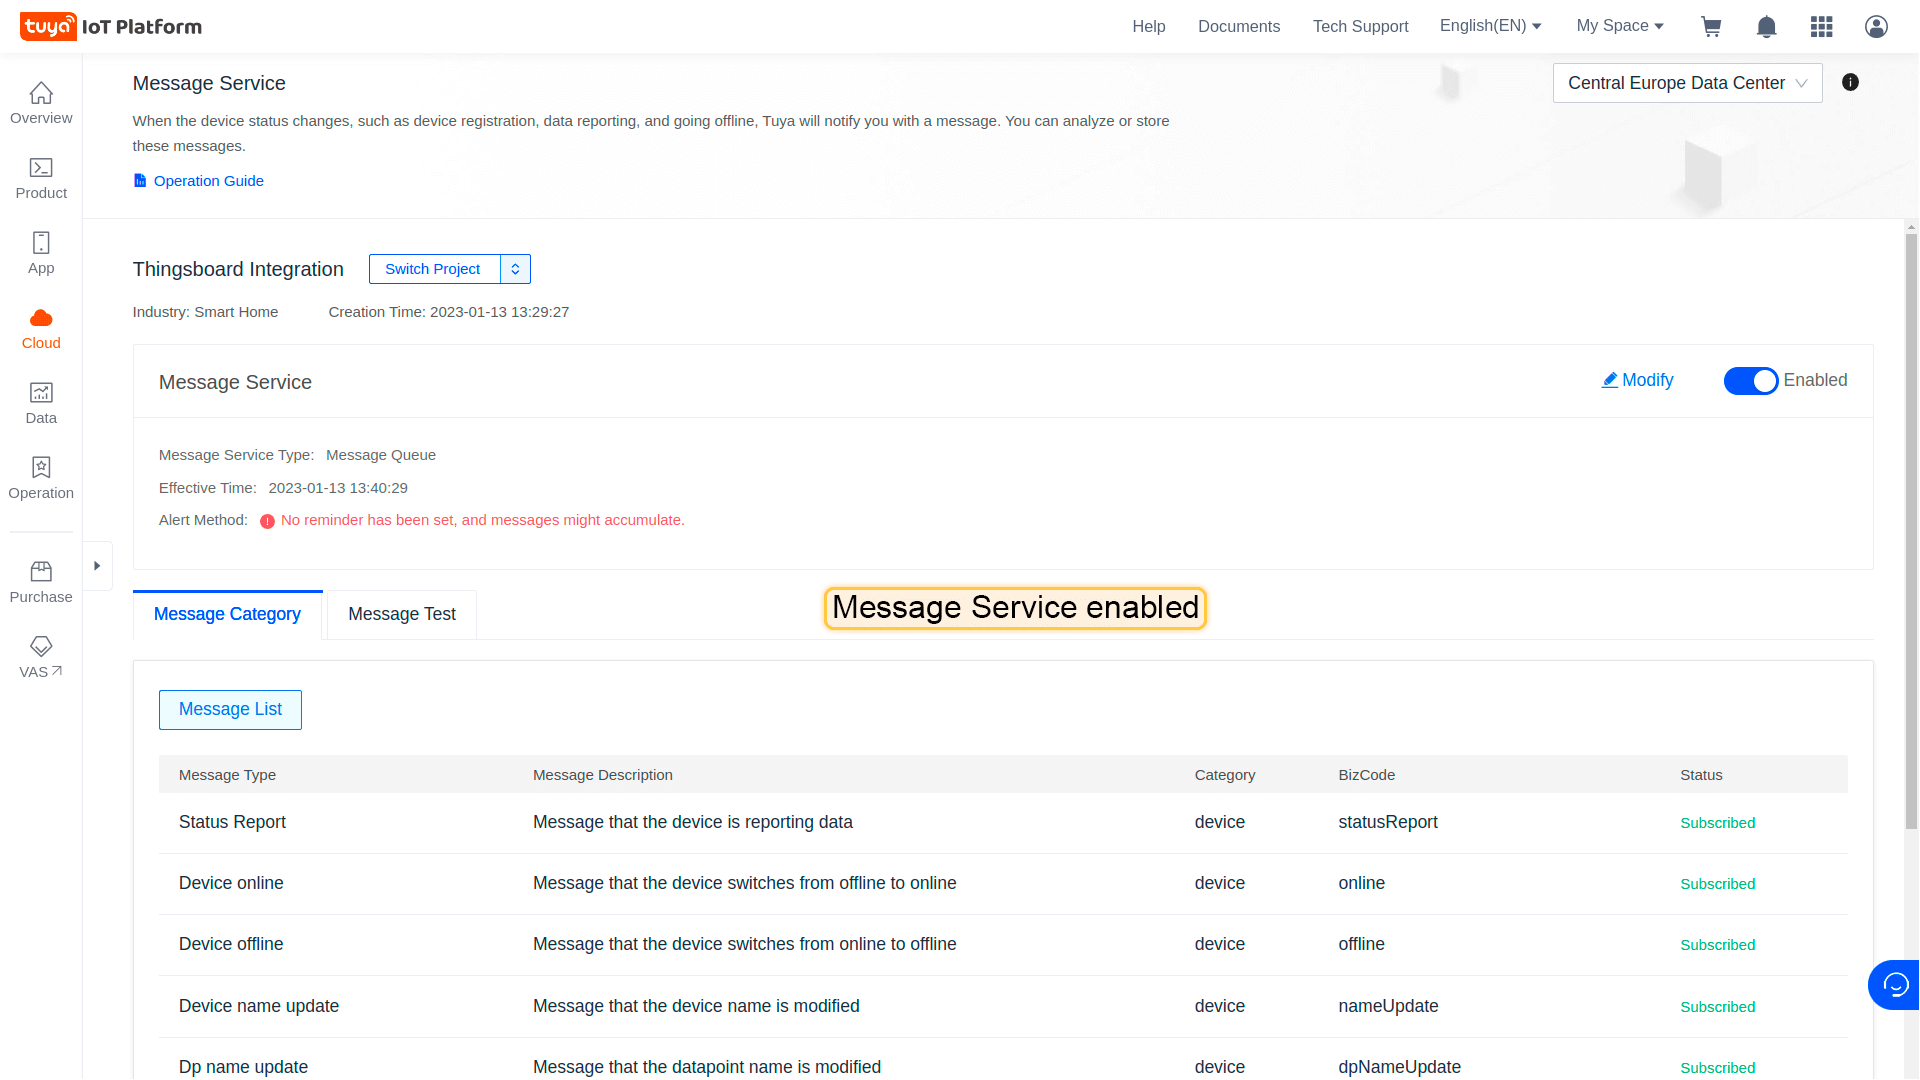 tuya IoT Platform
Help Documents Tech Support English(EN) My Space
Message Service
Central Europe Data Center
When the device status changes, such as device registration, data reporting, and going offline, Tuya will notify you with a message. You can analyze or store
these messages.
Operation Guide
Overview
Product
App
Cloud
Data
Operation
Purchase
VAS
Thingsboard Integration Switch Project
Industry: Smart Home Creation Time: 2023-01-13 13:29:27
Message Service Modify Enabled
Message Service Type: Message Queue
Effective Time: 2023-01-13 13:40:29
Alert Method: No reminder has been set, and messages might accumulate.
Message Category Message Test
Message Service enabled
Message List
Message Type Message Description Category BizCode Status
Status Report Message that the device is reporting data device statusReport Subscribed
Device online Message that the device switches from offline to online device online Subscribed
Device offline Message that the device switches from online to offline device offline Subscribed
Device name update Message that the device name is modified device nameUpdate Subscribed
Dp name update Message that the datapoint name is modified device dpNameUpdate Subscribed